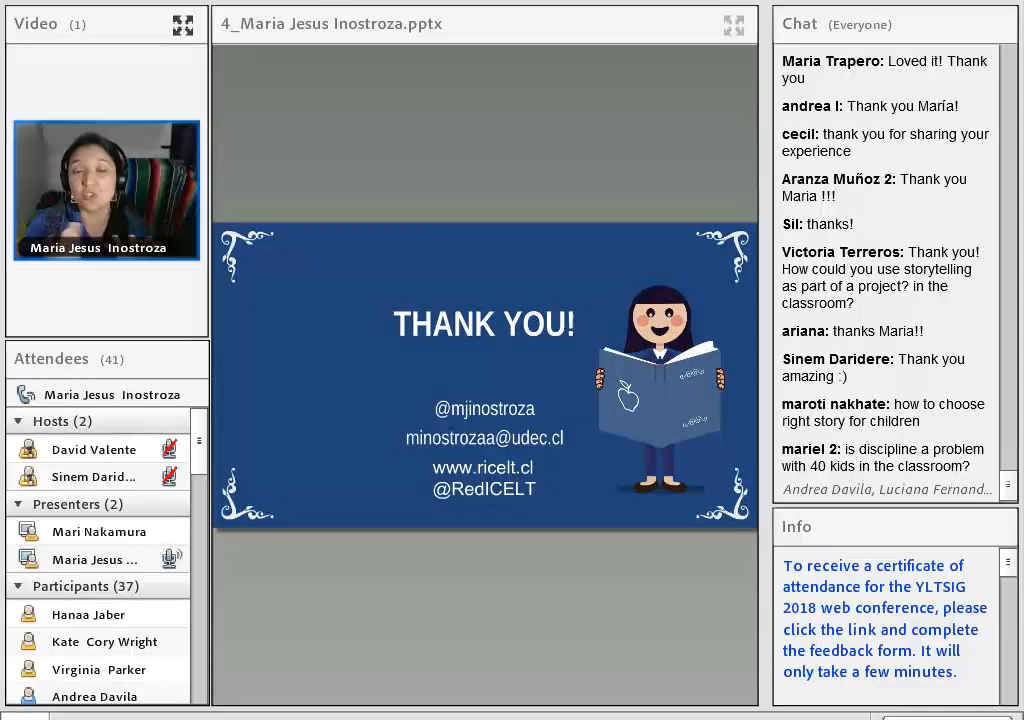 Video (1)
Maria Jesus Inostroza
Attendees (41)
Maria Jesus Inostroza
Hosts (2)
David Valente
Sinem Darid...
Presenters (2)
Mari Nakamura
Maria Jesus ...
Participants (37)
Hanaa Jaber
Kate Cory Wright
Virginia Parker
Andrea Davila
4_Maria Jesus Inostroza.pptx
THANK YOU!
@mjinostroza
minostrozaa@udec.cl
www.ricelt.cl
@RedICELT
Chat (Everyone)
Maria Trapero: Loved it! Thank
you
andrea l: Thank you María!
cecil: thank you for sharing your
experience
Aranza Muñoz 2: Thank you
Maria !!!
Sil: thanks!
Victoria Terreros: Thank you!
How could you use storytelling
as part of a project? in the
classroom?
ariana: thanks Maria!!
Sinem Daridere: Thank you
amazing :)
maroti nakhate: how to choose
right story for children
mariel 2: is discipline a problem
with 40 kids in the classroom?
Andrea Davila, Luciana Fernand...
Info
To receive a certificate of
attendance for the YLTSIG
2018 web conference, please
click the link and complete
the feedback form. It will
only take a few minutes.